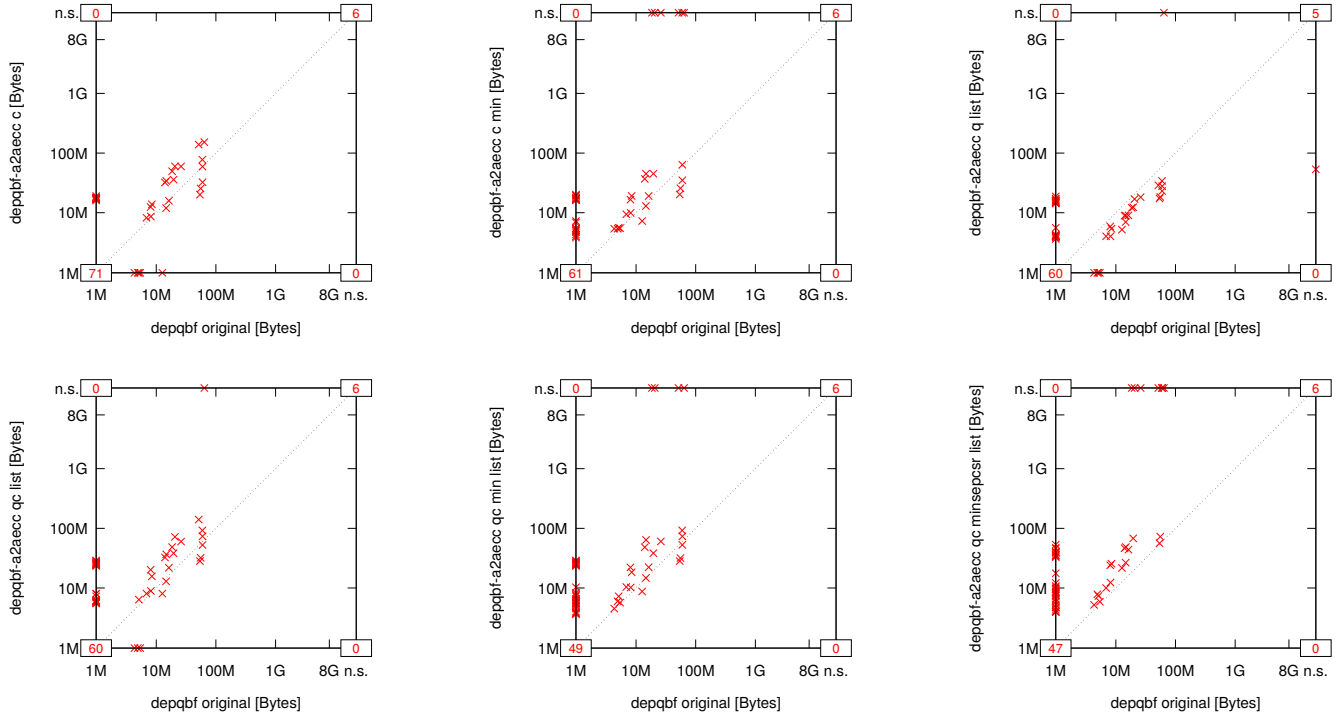 n.s. 0 6
8G
1G
100M
10M
1M 71 0
1M 10M 100M 1G 8G n.s.
depqbf original [Bytes]
depqbf-a2aecc c [Bytes]
n.s. 0 6
8G
1G
100M
10M
1M 61 0
1M 10M 100M 1G 8G n.s.
depqbf original [Bytes]
depqbf-a2aecc c min [Bytes]
n.s. 0 5
8G
1G
100M
10M
1M 60 0
1M 10M 100M 1G 8G n.s.
depqbf original [Bytes]
depqbf-a2aecc q list [Bytes]
n.s. 0 6
8G
1G
100M
10M
1M 60 0
1M 10M 100M 1G 8G n.s.
depqbf original [Bytes]
depqbf-a2aecc qc list [Bytes]
n.s. 0 6
8G
1G
100M
10M
1M 49 0
1M 10M 100M 1G 8G n.s.
depqbf original [Bytes]
depqbf-a2aecc qc min list [Bytes]
n.s. 0 6
8G
1G
100M
10M
1M 47 0
1M 10M 100M 1G 8G n.s.
depqbf original [Bytes]
depqbf-a2aecc qc minsepcsr list [Bytes]